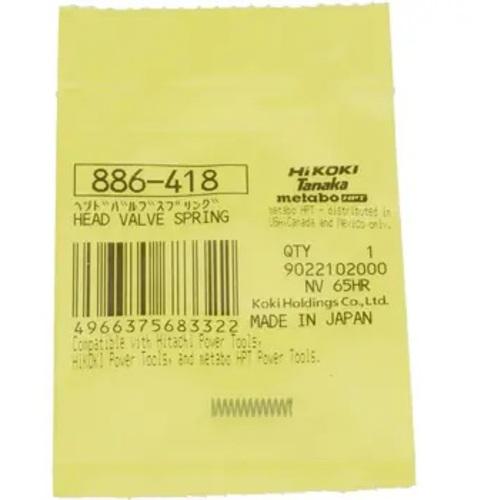 886-418
ヘツドバルブスプリング
HEAD VALVE SPRING
4966375683322
Compatible with Hitachi Power Tools,
HiKOKI Power Tools, and metabo HPT Power Tools.
HiKOKI
Tanaka
metabo HPT
metabo HPT - distributed in
USA,Canada and Mexico only.
QTY 1
9022102000
NV 65HR
Koki Holdings Co.,Ltd.
MADE IN JAPAN